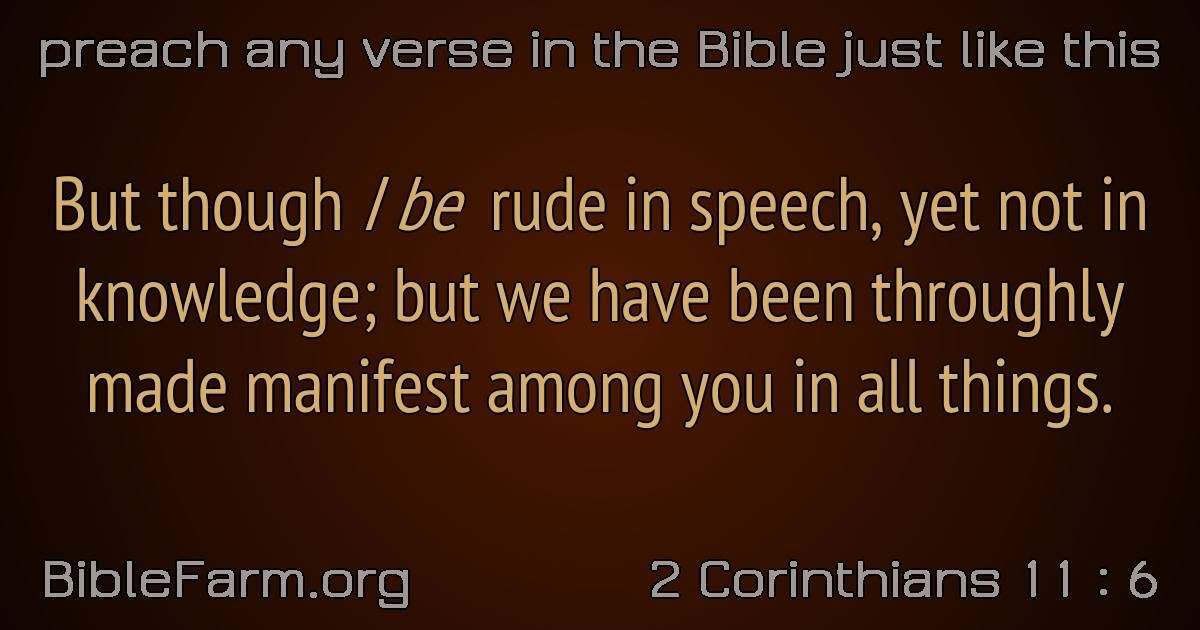 preach any verse in the Bible just like this
But though I be rude in speech, yet not in
knowledge; but we have been throughly
made manifest among you in all things.
BibleFarm.org
2 Corinthians 11 : 6